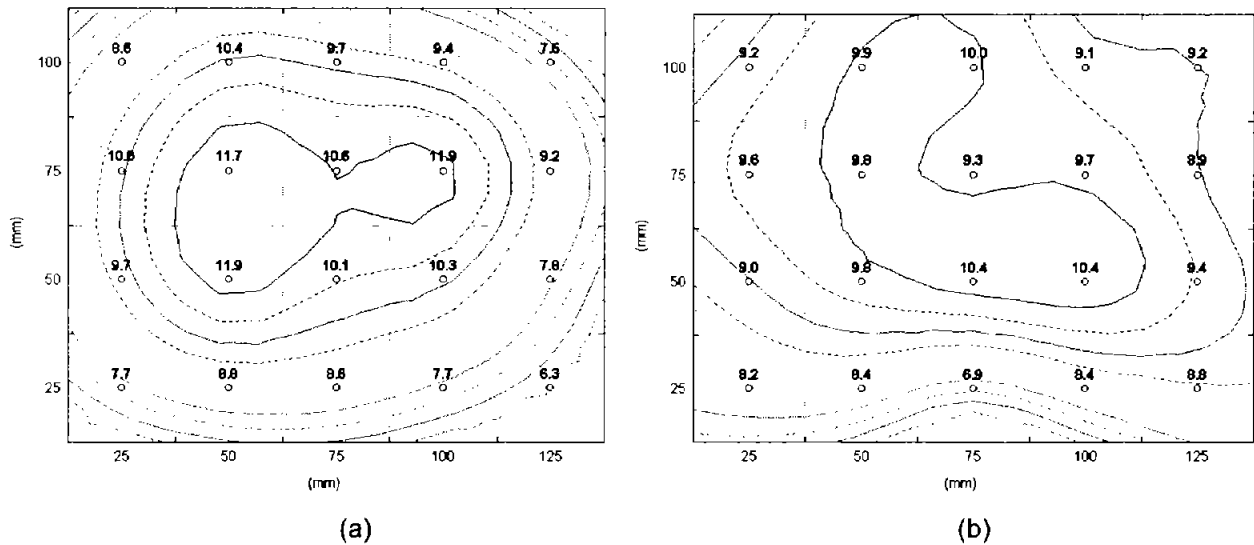 100 8.6 10.4 9.7 9.4 7.5
75 10.6 11.7 10.6 11.9 9.2
50 9.7 11.9 10.1 10.3 7.8
25 7.7 8.8 8.6 7.7 6.3
25 50 75 100 125
(mm)
(mm)
(a)
100 9.2 9.9 10.0 9.1 9.2
75 9.6 9.8 9.3 9.7 8.9
50 9.0 9.8 10.4 10.4 9.4
25 8.2 8.4 6.9 8.4 8.8
25 50 75 100 125
(mm)
(mm)
(b)